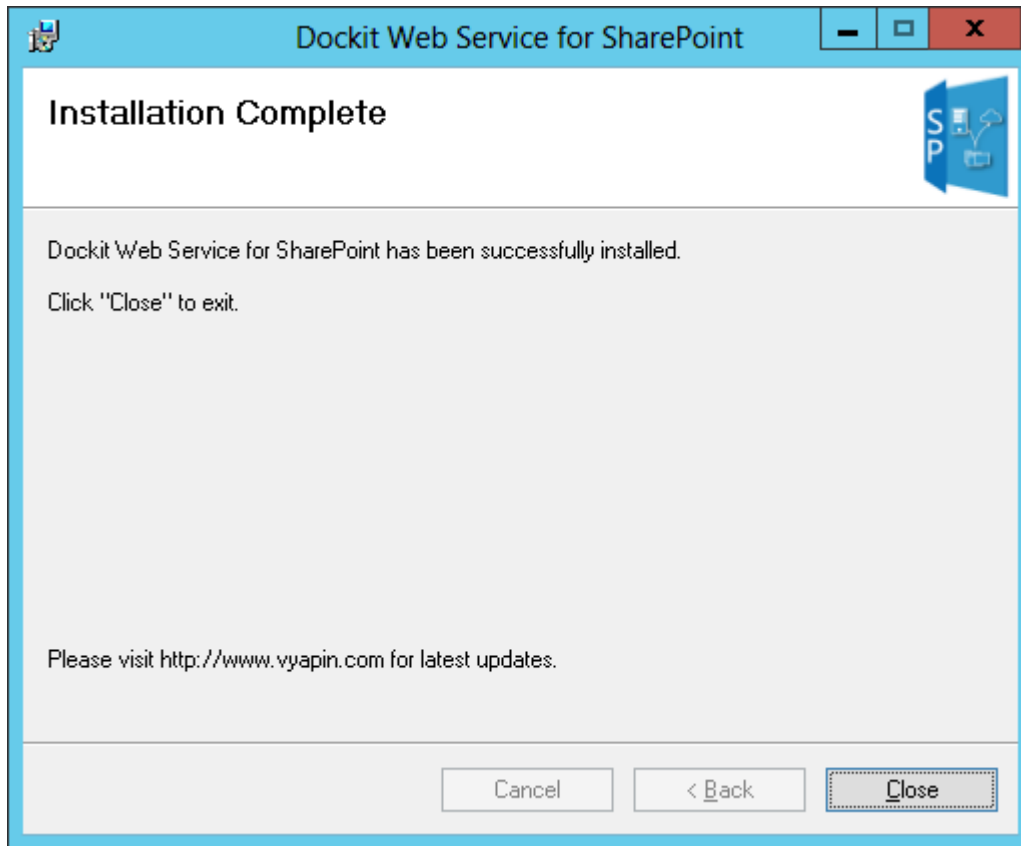 Dockit Web Service for SharePoint
Installation Complete
S
P
Dockit Web Service for SharePoint has been successfully installed.
Click "Close" to exit.
Please visit http://www.vyapin.com for latest updates.
Cancel
< Back
Close